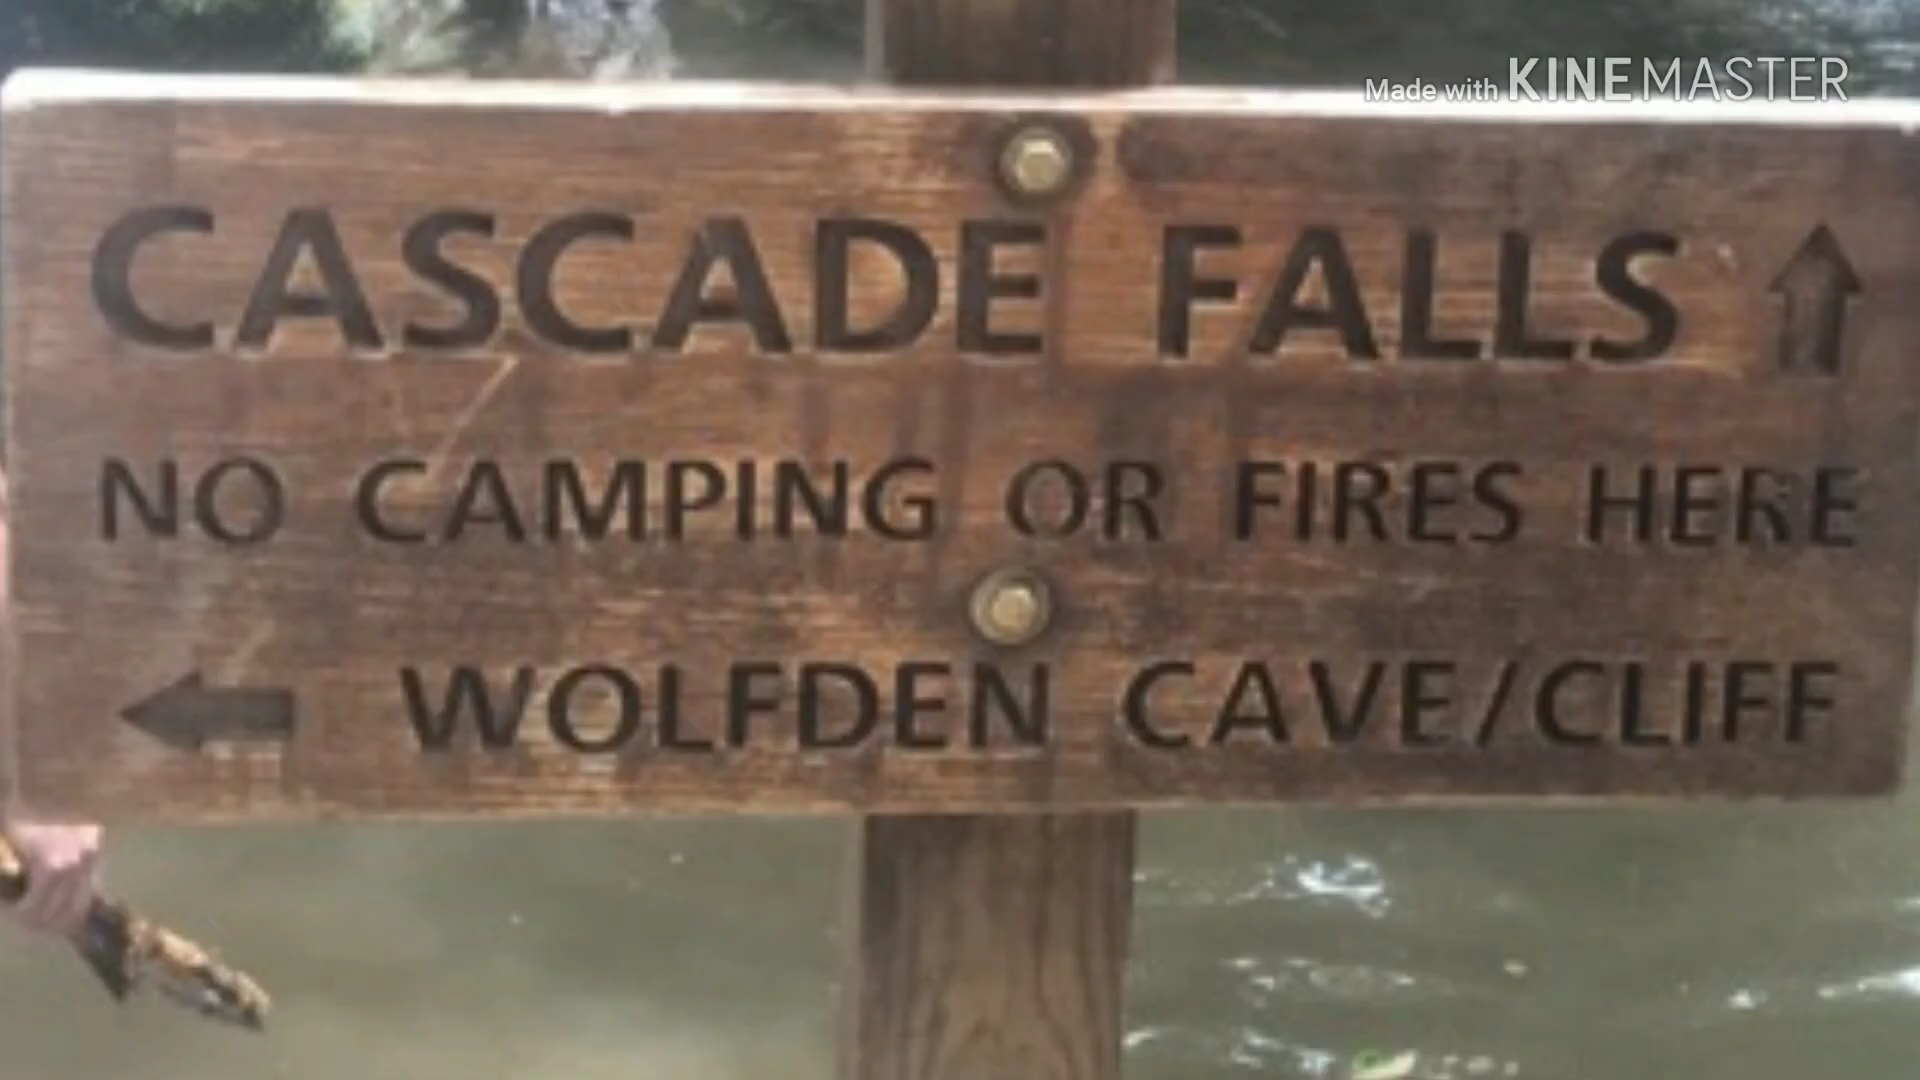 Made with KINEMASTER
CASCADE FALLS ↑
NO CAMPING OR FIRES HERE
← WOLFDEN CAVE/CLIFF